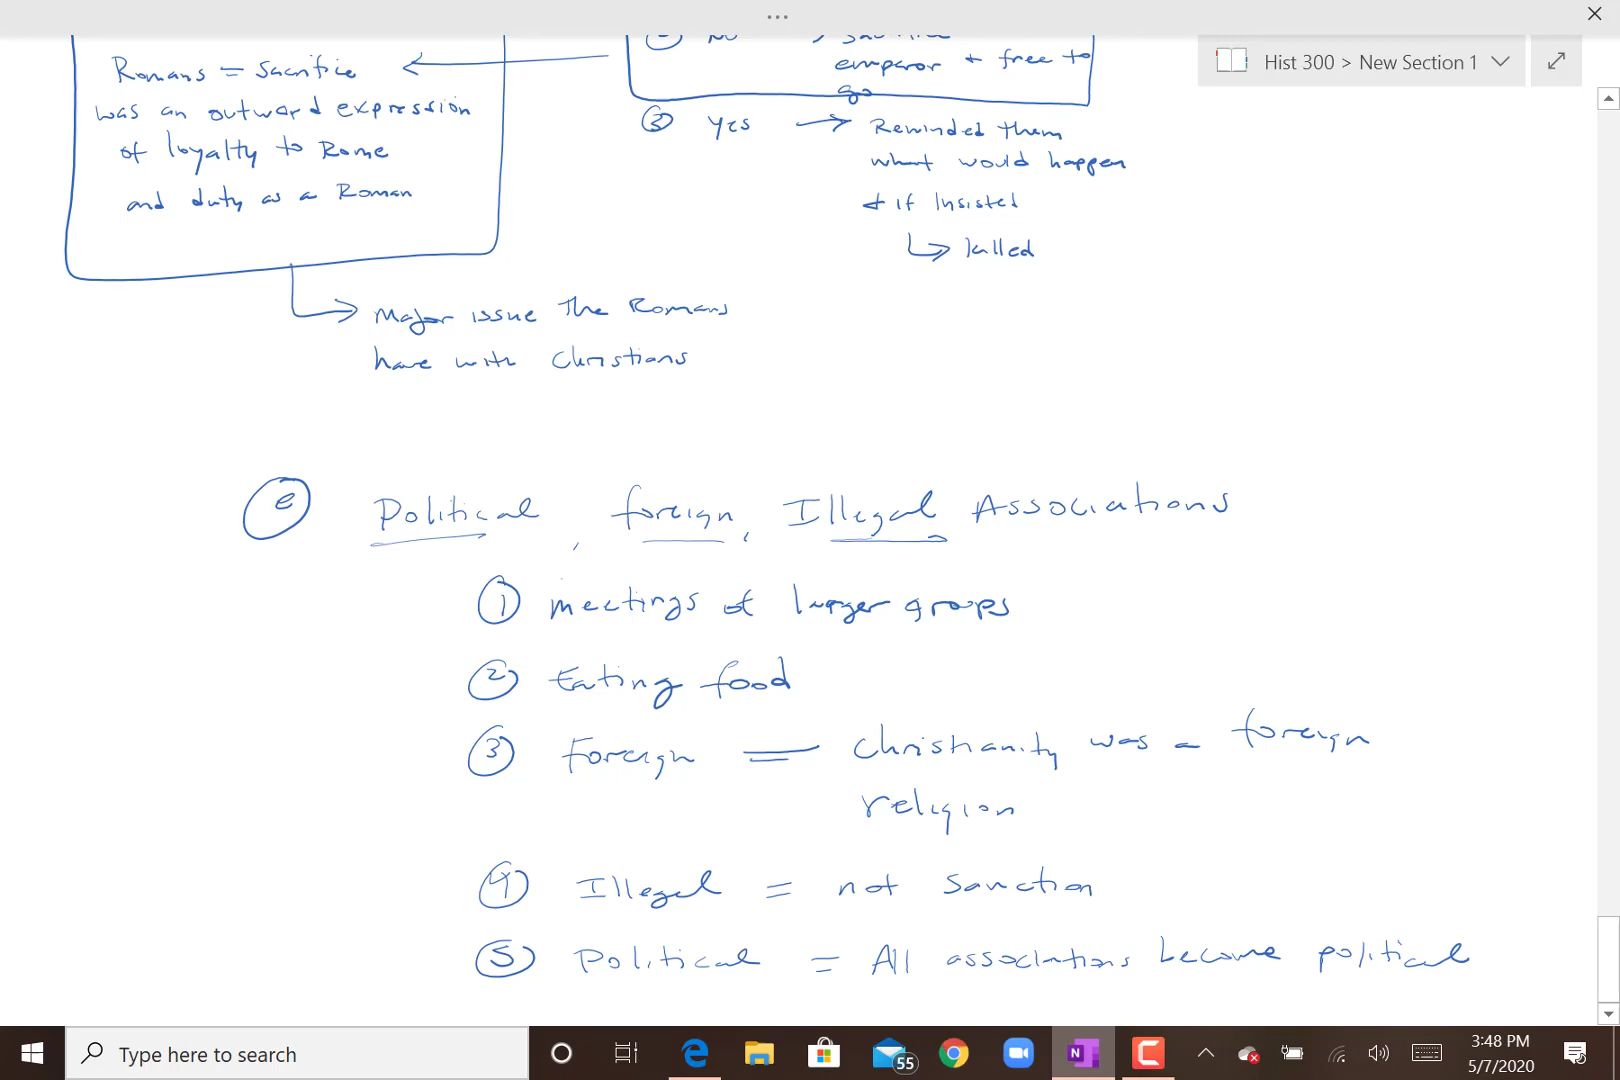 Hist 300 > New Section 1
Romans = Sacrifice
was an outward expression
of loyalty to Rome
and duty as a Roman
② No → sacrifice
emperor + free to
go
③ Yes → Reminded them
what would happen
+ if Insisted
↳ killed
Major issue The Romans
have with Christians
e Political, foreign, Illegal Associations
① meetings of larger groups
② Eating food
③ Foreign = Christianity was a foreign
religion
④ Illegal = not Sanction
⑤ Political = All associations become political
Type here to search
55
N
3:48 PM
5/7/2020